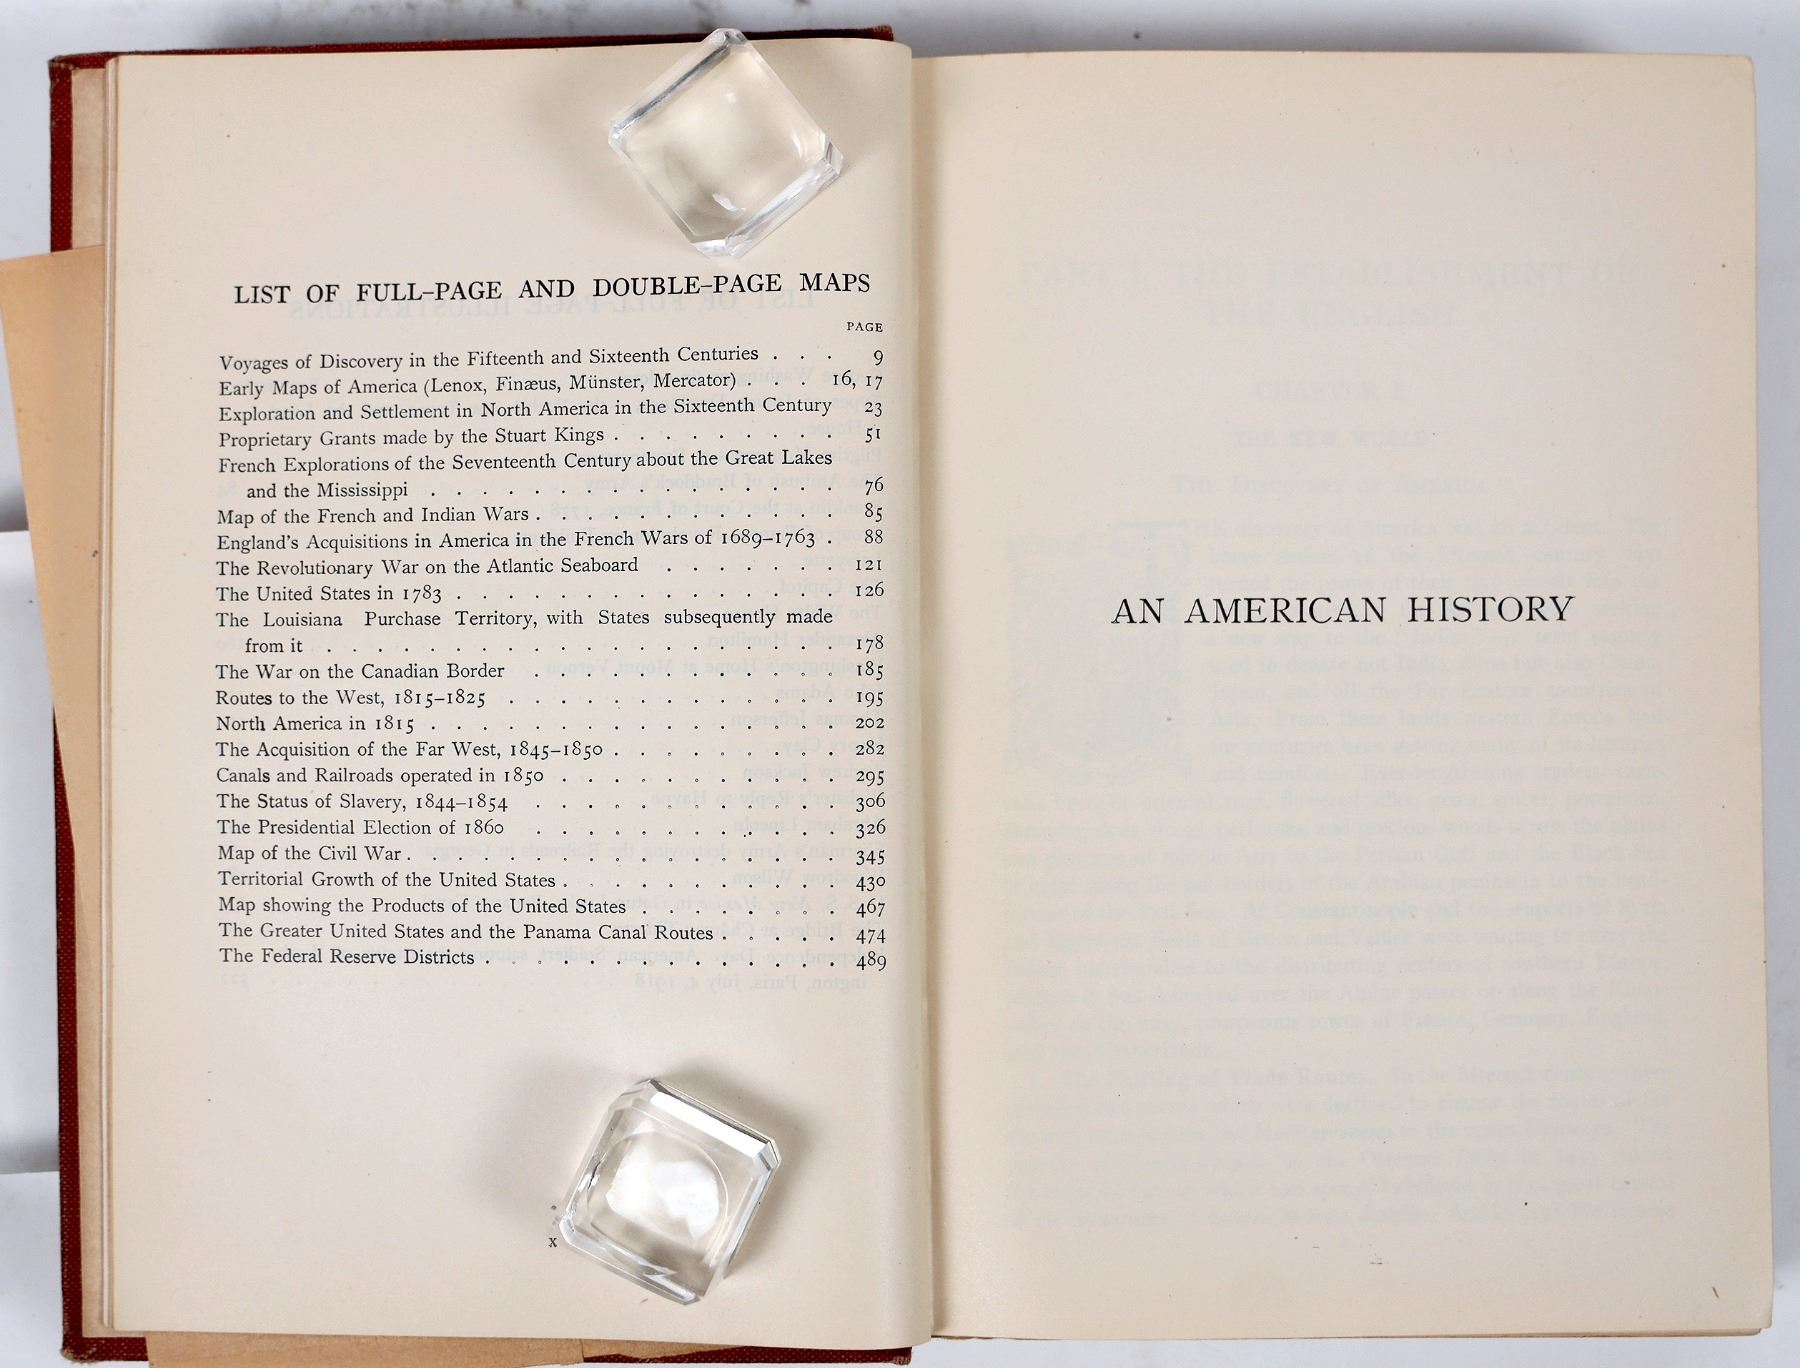 LIST OF FULL-PAGE AND DOUBLE-PAGE MAPS
PAGE
Voyages of Discovery in the Fifteenth and Sixteenth Centuries . . . 9
Early Maps of America (Lenox, Finæus, Münster, Mercator) . . . 16, 17
Exploration and Settlement in North America in the Sixteenth Century 23
Proprietary Grants made by the Stuart Kings . . . . . . . . . 51
French Explorations of the Seventeenth Century about the Great Lakes
and the Mississippi . . . . . . . . . . . . . . . 76
Map of the French and Indian Wars . . . . . . . . . . . . 85
England's Acquisitions in America in the French Wars of 1689–1763 . 88
The Revolutionary War on the Atlantic Seaboard . . . . . . . 121
The United States in 1783 . . . . . . . . . . . . . . 126
The Louisiana Purchase Territory, with States subsequently made
from it . . . . . . . . . . . . . . . . . . 178
The War on the Canadian Border . . . . . . . . . . . 185
Routes to the West, 1815–1825 . . . . . . . . . . . . 195
North America in 1815 . . . . . . . . . . . . . . . 202
The Acquisition of the Far West, 1845–1850 . . . . . . . . . 282
Canals and Railroads operated in 1850 . . . . . . . . . . . 295
The Status of Slavery, 1844–1854 . . . . . . . . . . . 306
The Presidential Election of 1860 . . . . . . . . . . . 326
Map of the Civil War . . . . . . . . . . . . . . . . 345
Territorial Growth of the United States . . . . . . . . . . . 430
Map showing the Products of the United States . . . . . . . . 467
The Greater United States and the Panama Canal Routes . . . . . 474
The Federal Reserve Districts . . . . . . . . . . . . . 489
x
AN AMERICAN HISTORY